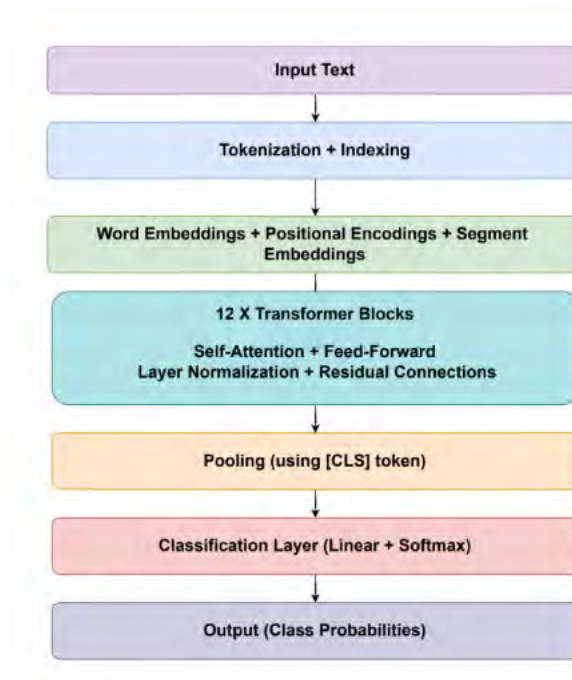 Input Text
Tokenization + Indexing
Word Embeddings + Positional Encodings + Segment
Embeddings
12 X Transformer Blocks
Self-Attention + Feed-Forward
Layer Normalization + Residual Connections
Pooling (using [CLS] token)
Classification Layer (Linear + Softmax)
Output (Class Probabilities)